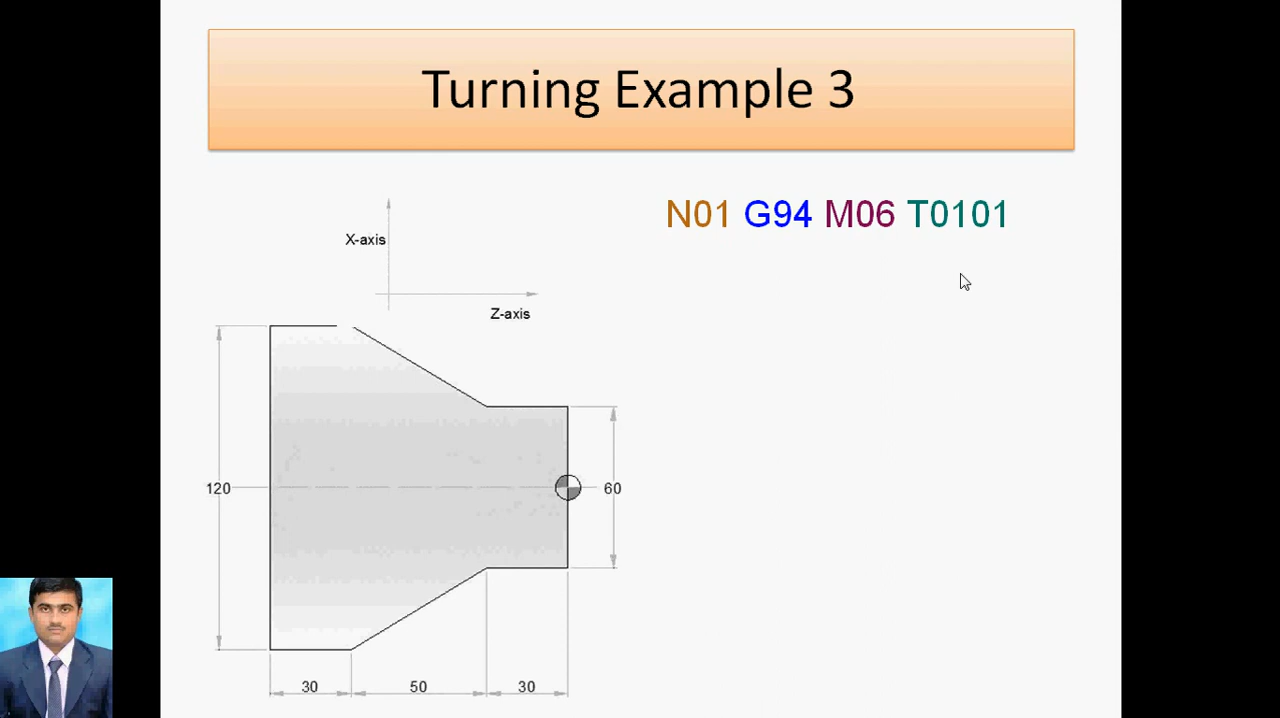 Turning Example 3
N01 G94 M06 T0101
X-axis
Z-axis
120
60
30
50
30